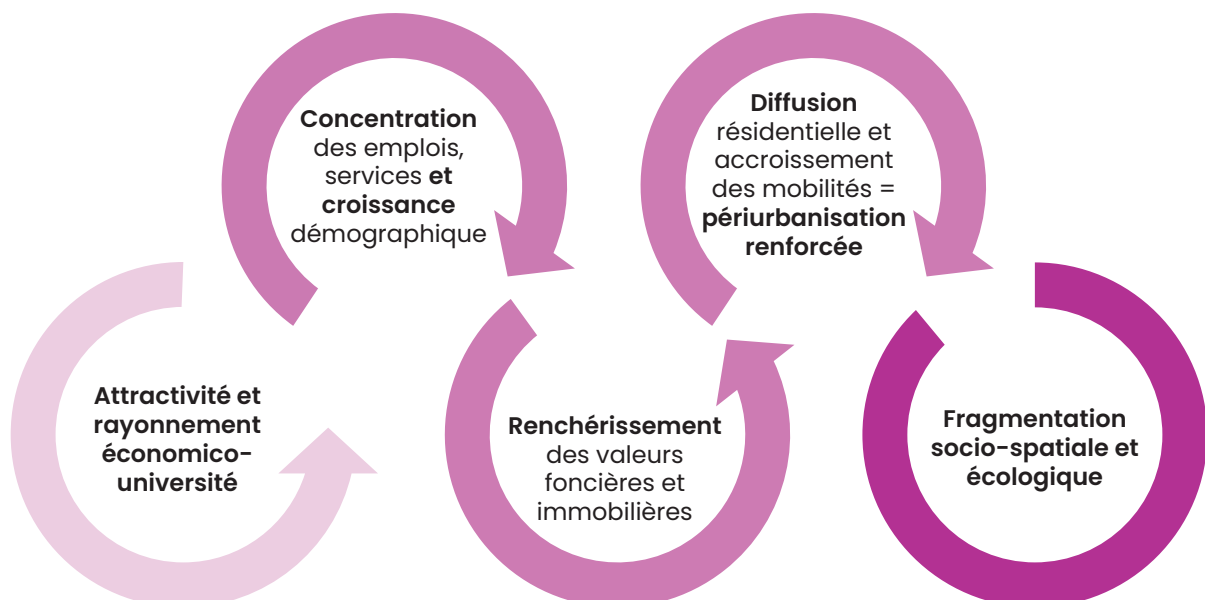 Attractivité et
rayonnement
économico-
université
Concentration
des emplois,
services et
croissance
démographique
Renchérissement
des valeurs
foncières et
immobilières
Diffusion
résidentielle et
accroissement
des mobilités =
périurbanisation
renforcée
Fragmentation
socio-spatiale et
écologique